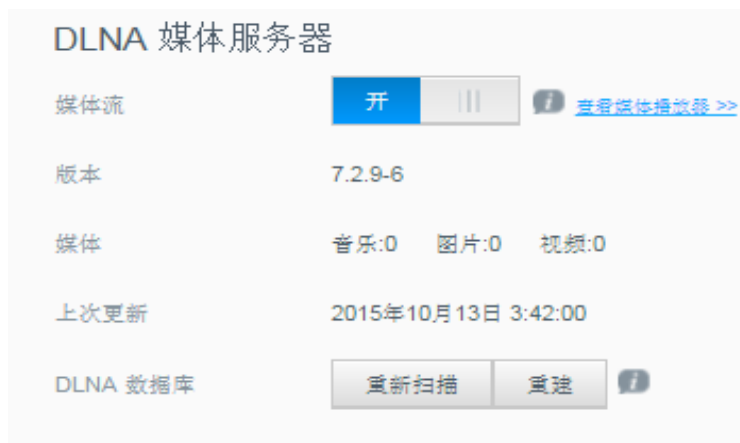 DLNA 媒体服务器
媒体流 开 查看媒体播放器 >>
版本 7.2.9-6
媒体 音乐:0 图片:0 视频:0
上次更新 2015年10月13日 3:42:00
DLNA 数据库 重新扫描 重建